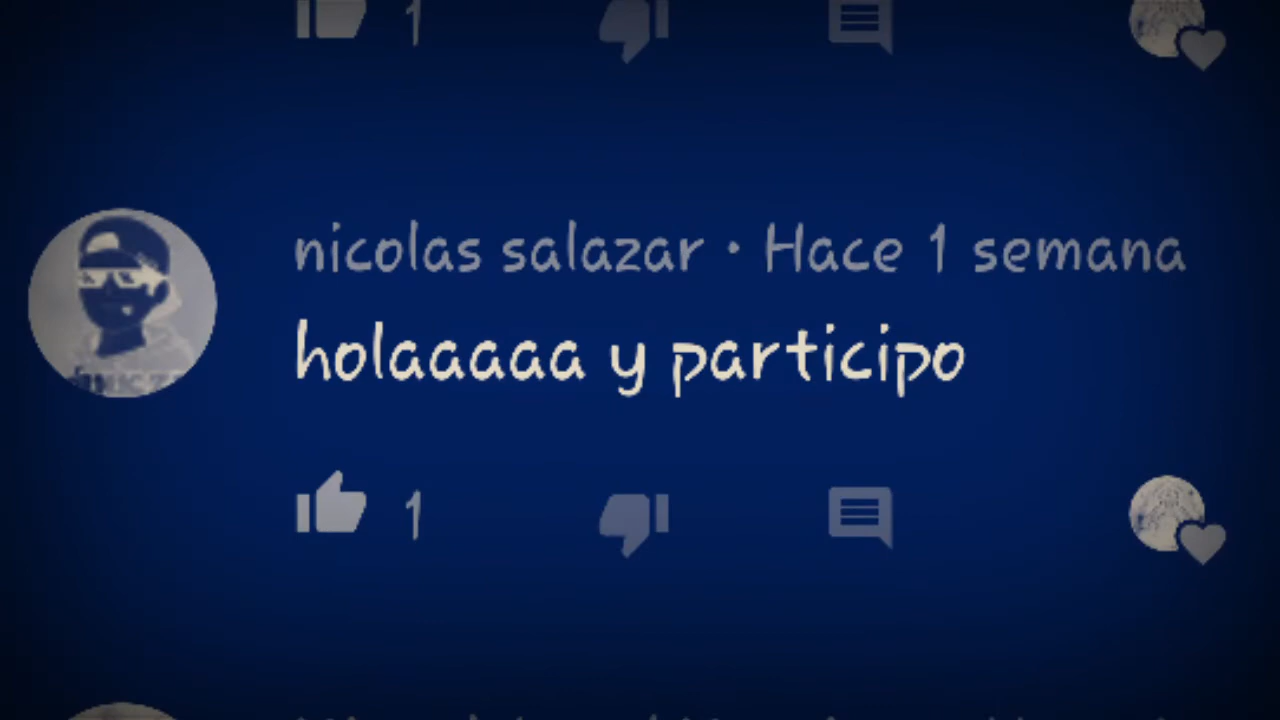 1
nicolas salazar · Hace 1 semana
holaaaaa y participo
1